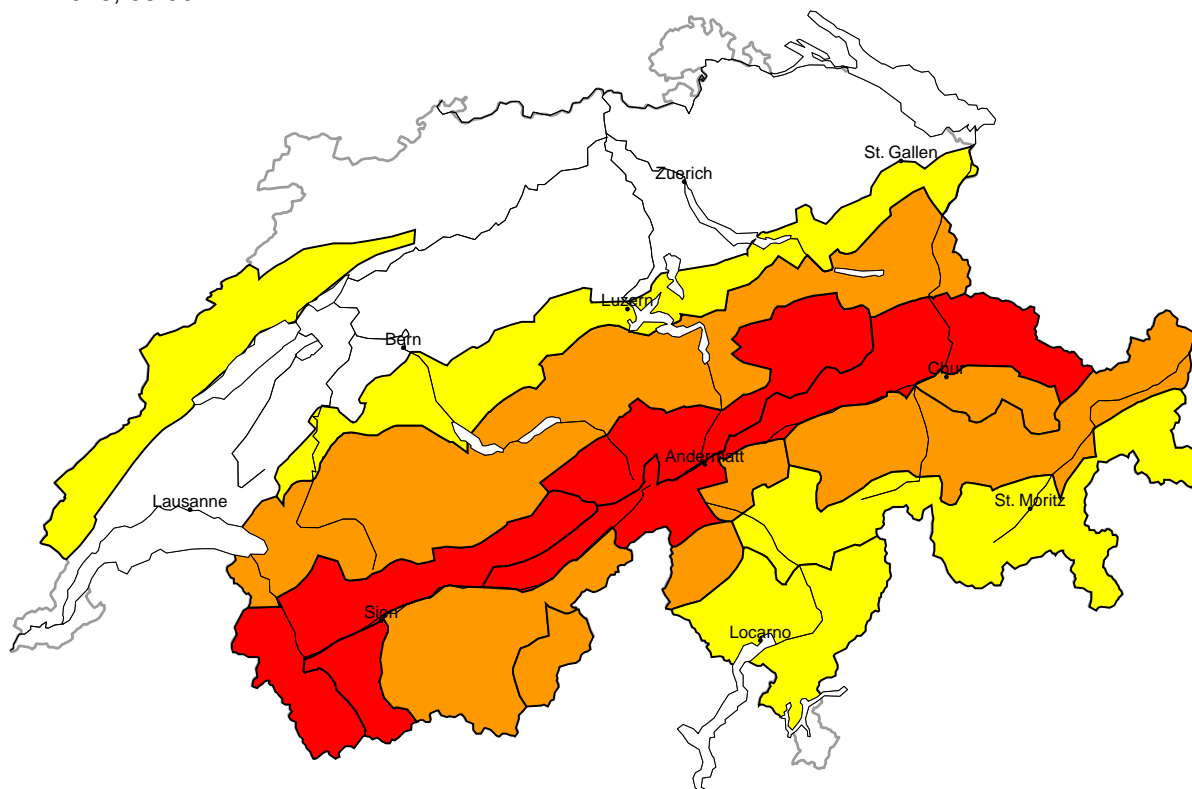 St. Gallen
Zuerich
Luzern
Bern
Chur
Andermatt
Lausanne
St. Moritz
Sion
Locarno